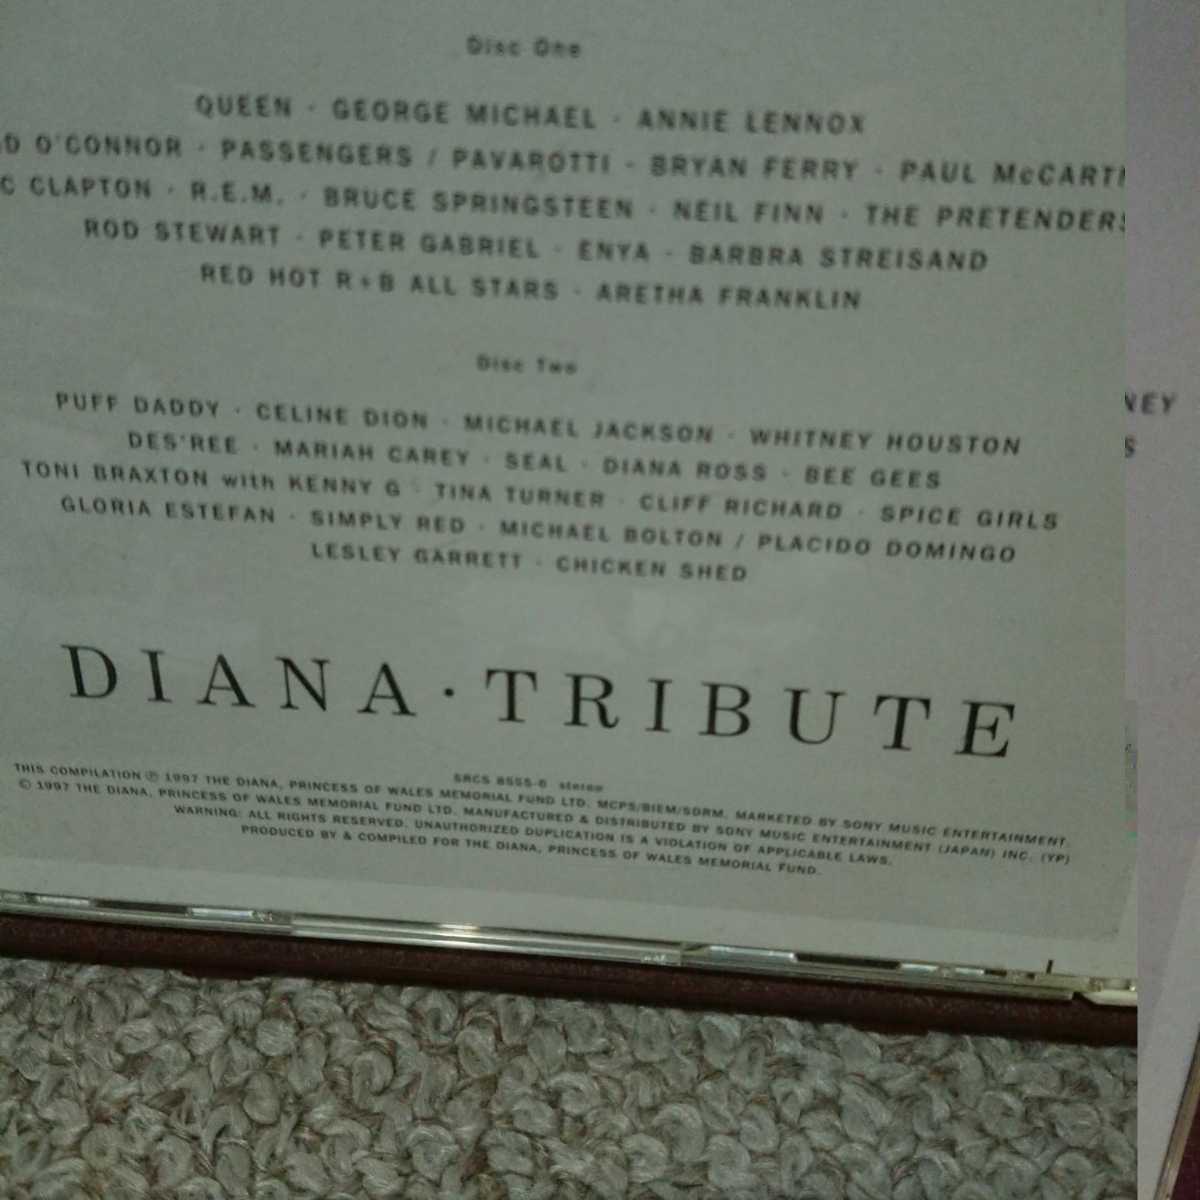 Disc One
QUEEN · GEORGE MICHAEL · ANNIE LENNOX
D O'CONNOR · PASSENGERS / PAVAROTTI · BRYAN FERRY · PAUL McCART
C CLAPTON · R.E.M. · BRUCE SPRINGSTEEN · NEIL FINN · THE PRETENDERS
ROD STEWART · PETER GABRIEL · ENYA · BARBRA STREISAND
RED HOT R+B ALL STARS · ARETHA FRANKLIN
Disc Two
PUFF DADDY · CELINE DION · MICHAEL JACKSON · WHITNEY HOUSTON
DES'REE · MARIAH CAREY · SEAL · DIANA ROSS · BEE GEES
TONI BRAXTON with KENNY G · TINA TURNER · CLIFF RICHARD · SPICE GIRLS
GLORIA ESTEFAN · SIMPLY RED · MICHAEL BOLTON / PLACIDO DOMINGO
LESLEY GARRETT · CHICKEN SHED
DIANA · TRIBUTE
SRCS 8555-6 stereo
THIS COMPILATION ℗ 1997 THE DIANA, PRINCESS OF WALES MEMORIAL FUND LTD. MCPS/BIEM/SDRM. MARKETED BY SONY MUSIC ENTERTAINMENT.
© 1997 THE DIANA, PRINCESS OF WALES MEMORIAL FUND LTD. MANUFACTURED & DISTRIBUTED BY SONY MUSIC ENTERTAINMENT (JAPAN) INC. (YP)
WARNING: ALL RIGHTS RESERVED. UNAUTHORIZED DUPLICATION IS A VIOLATION OF APPLICABLE LAWS.
PRODUCED BY & COMPILED FOR THE DIANA, PRINCESS OF WALES MEMORIAL FUND.
NEY
S